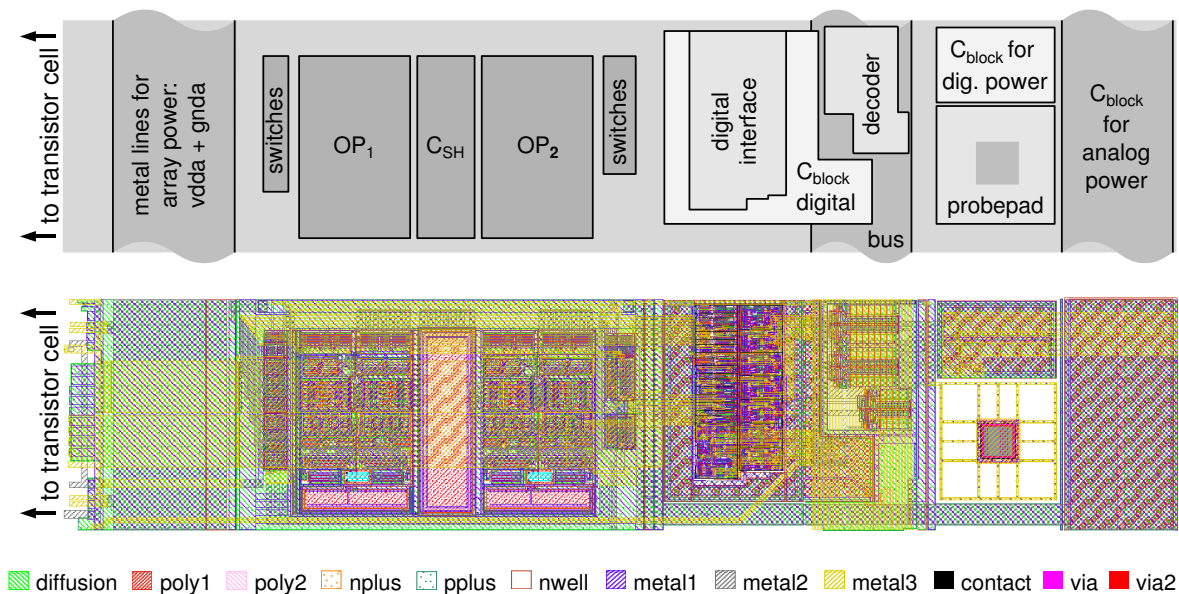 to transistor cell
metal lines for
array power:
vdda + gnda
switches
OP1
CSH
OP2
switches
digital
interface
Cblock
digital
decoder
bus
Cblock for
dig. power
probepad
Cblock
for
analog
power
to transistor cell
diffusion poly1 poly2 nplus pplus nwell metal1 metal2 metal3 contact via via2